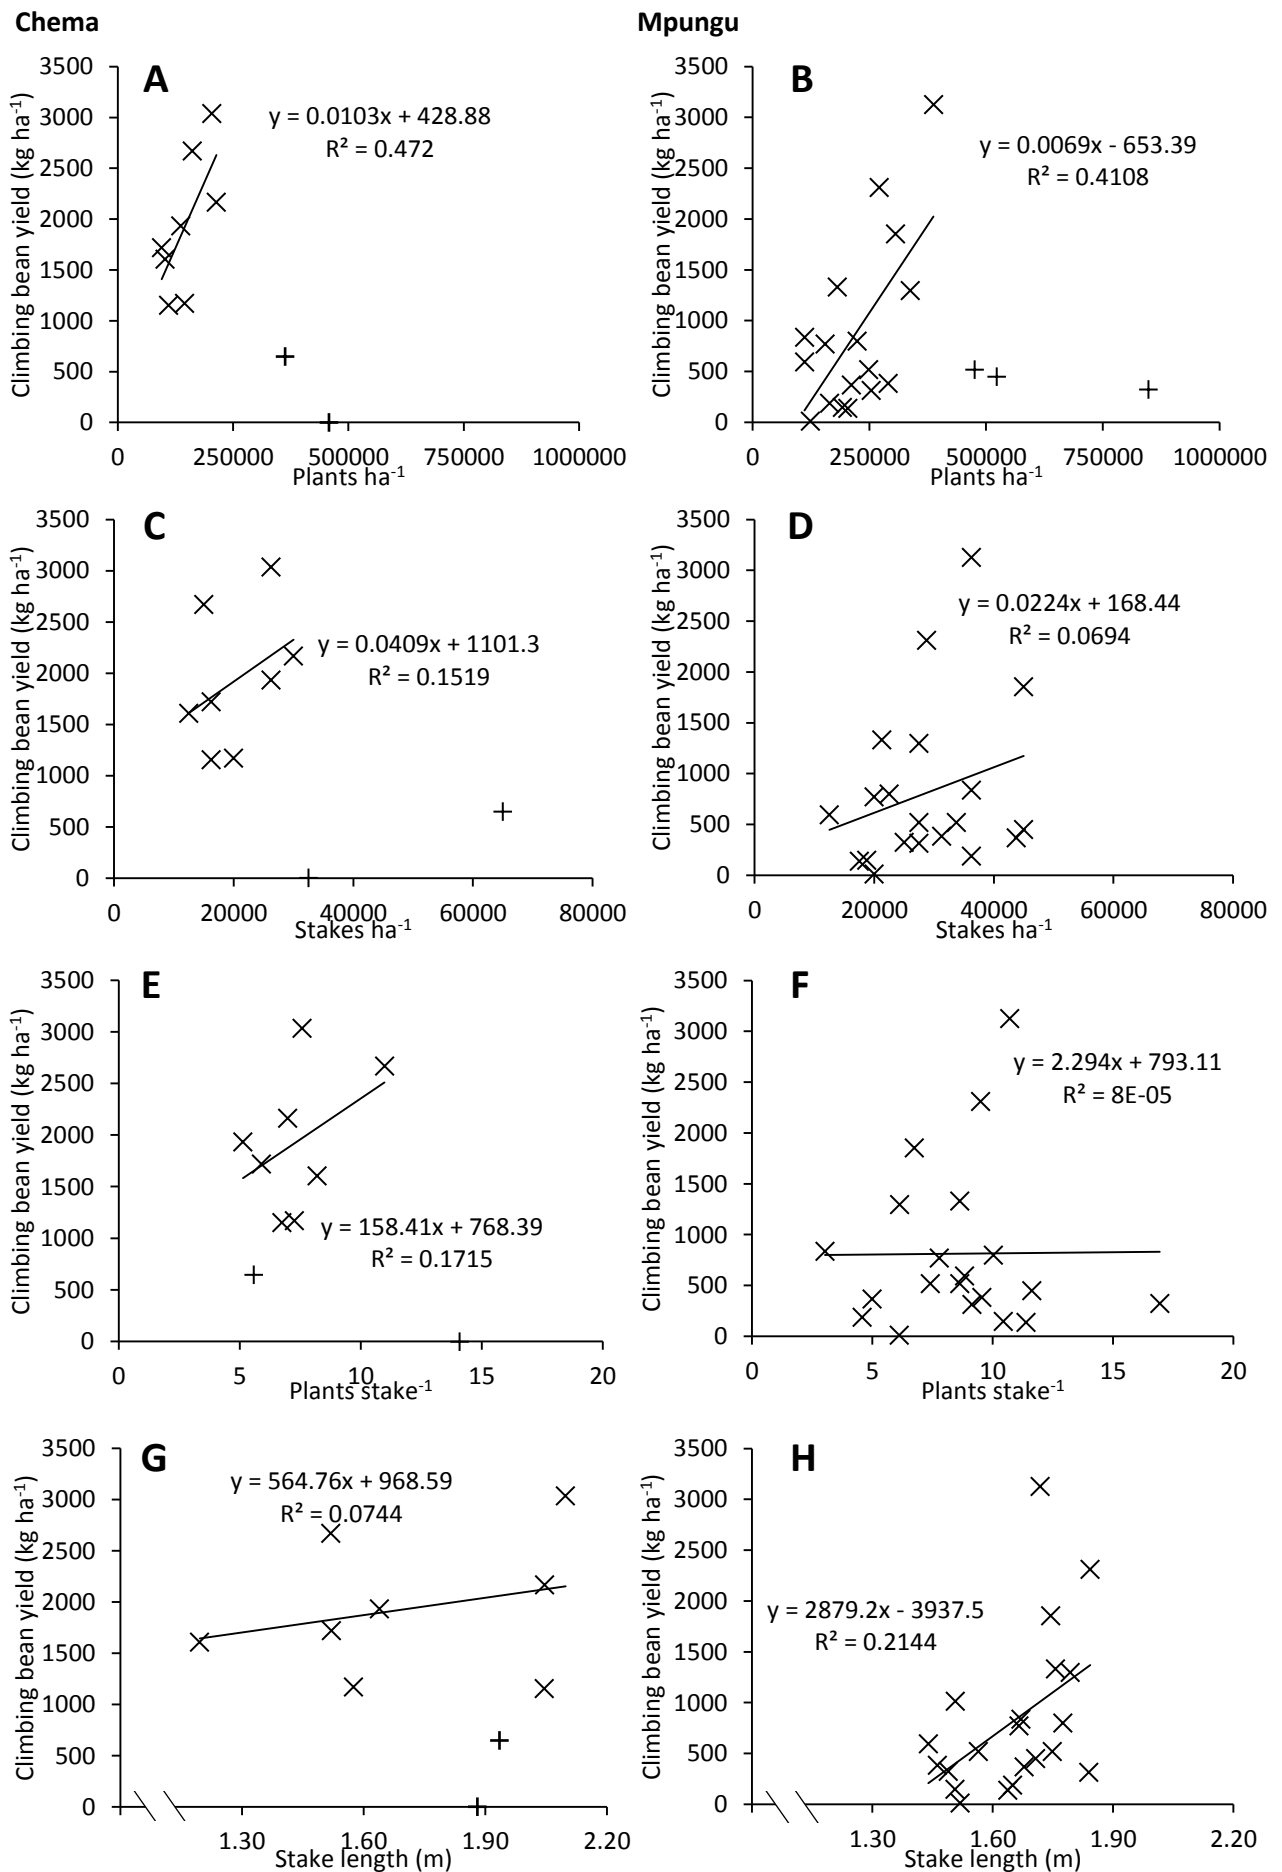 Chema
Mpungu
A
Climbing bean yield (kg ha⁻¹)
3500
3000
2500
2000
1500
1000
500
0
y = 0.0103x + 428.88
R² = 0.472
0 250000 500000 750000 1000000
Plants ha⁻¹
B
Climbing bean yield (kg ha⁻¹)
3500
3000
2500
2000
1500
1000
500
0
y = 0.0069x - 653.39
R² = 0.4108
0 250000 500000 750000 1000000
Plants ha⁻¹
C
Climbing bean yield (kg ha⁻¹)
3500
3000
2500
2000
1500
1000
500
0
y = 0.0409x + 1101.3
R² = 0.1519
0 20000 40000 60000 80000
Stakes ha⁻¹
D
Climbing bean yield (kg ha⁻¹)
3500
3000
2500
2000
1500
1000
500
0
y = 0.0224x + 168.44
R² = 0.0694
0 20000 40000 60000 80000
Stakes ha⁻¹
E
Climbing bean yield (kg ha⁻¹)
3500
3000
2500
2000
1500
1000
500
0
y = 158.41x + 768.39
R² = 0.1715
0 5 10 15 20
Plants stake⁻¹
F
Climbing bean yield (kg ha⁻¹)
3500
3000
2500
2000
1500
1000
500
0
y = 2.294x + 793.11
R² = 8E-05
0 5 10 15 20
Plants stake⁻¹
G
Climbing bean yield (kg ha⁻¹)
3500
3000
2500
2000
1500
1000
500
0
y = 564.76x + 968.59
R² = 0.0744
1.30 1.60 1.90 2.20
Stake length (m)
H
Climbing bean yield (kg ha⁻¹)
3500
3000
2500
2000
1500
1000
500
0
y = 2879.2x - 3937.5
R² = 0.2144
1.30 1.60 1.90 2.20
Stake length (m)